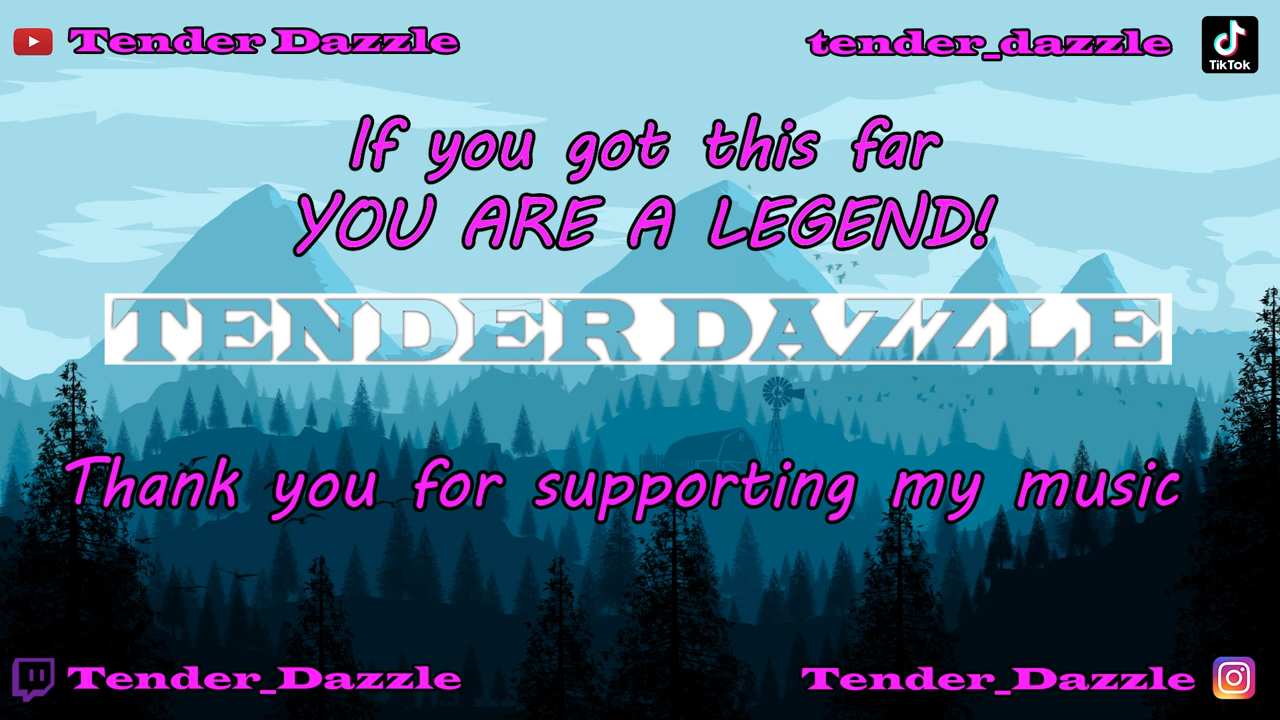 Tender Dazzle
tender_dazzle
TikTok
If you got this far
YOU ARE A LEGEND!
TENDER DAZZLE
Thank you for supporting my music
Tender_Dazzle
Tender_Dazzle